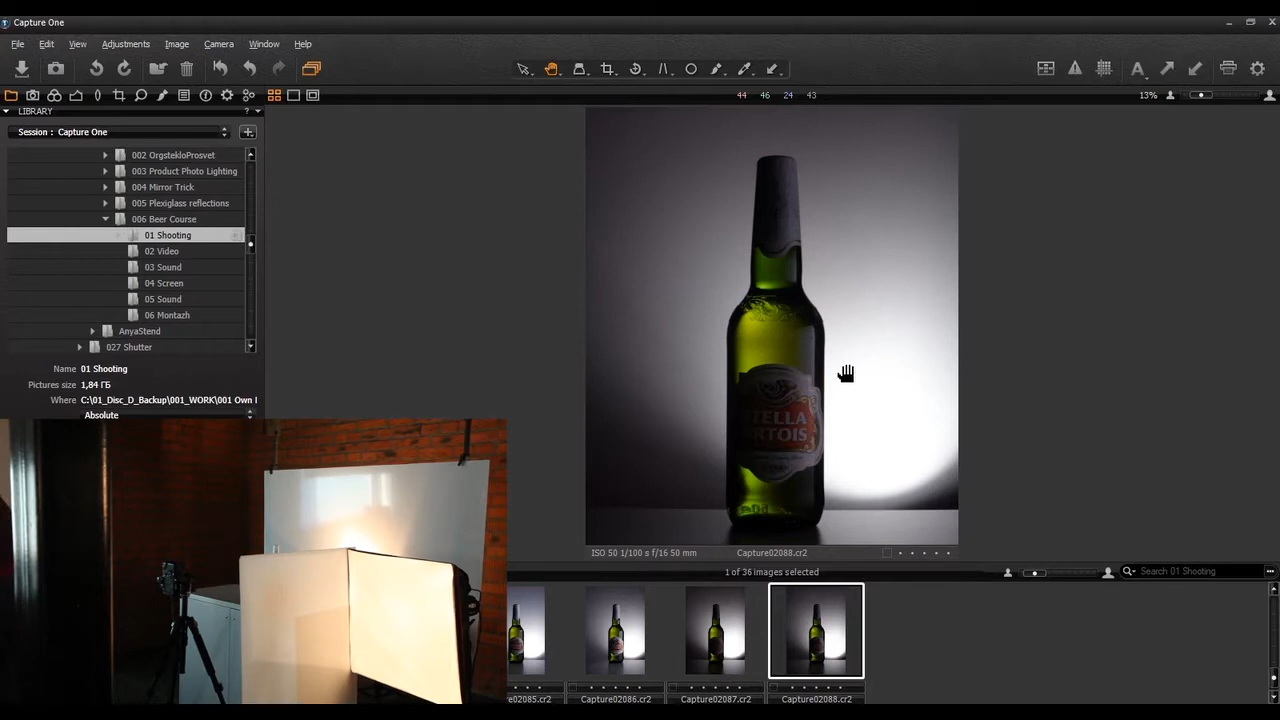 Capture One
File Edit View Adjustments Image Camera Window Help
44 46 24 43
13%
LIBRARY
? 
Session : Capture One
002 OrgstekloProsvet
003 Product Photo Lighting
004 Mirror Trick
005 Plexiglass reflections
006 Beer Course
01 Shooting
02 Video
03 Sound
04 Screen
05 Sound
06 Montazh
AnyaStend
027 Shutter
Name 01 Shooting
Pictures size 1,84 ГБ
Where C:\01_Disc_D_Backup\001_WORK\001 Own
Absolute
STELLA
ARTOIS
ISO 50 1/100 s f/16 50 mm
Capture02088.cr2
1 of 36 images selected
Search 01 Shooting
02085.cr2
Capture02086.cr2
Capture02087.cr2
Capture02088.cr2